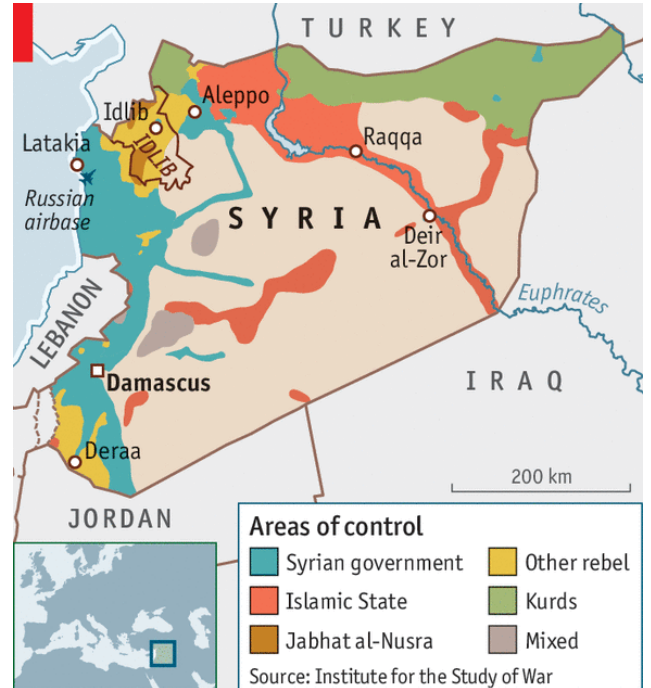 TURKEY
Aleppo
Idlib
IDLIB
Latakia
Raqqa
Russian
airbase
SYRIA
Deir
al-Zor
Euphrates
LEBANON
Damascus
IRAQ
Deraa
200 km
JORDAN
Areas of control
Syrian government
Other rebel
Islamic State
Kurds
Jabhat al-Nusra
Mixed
Source: Institute for the Study of War